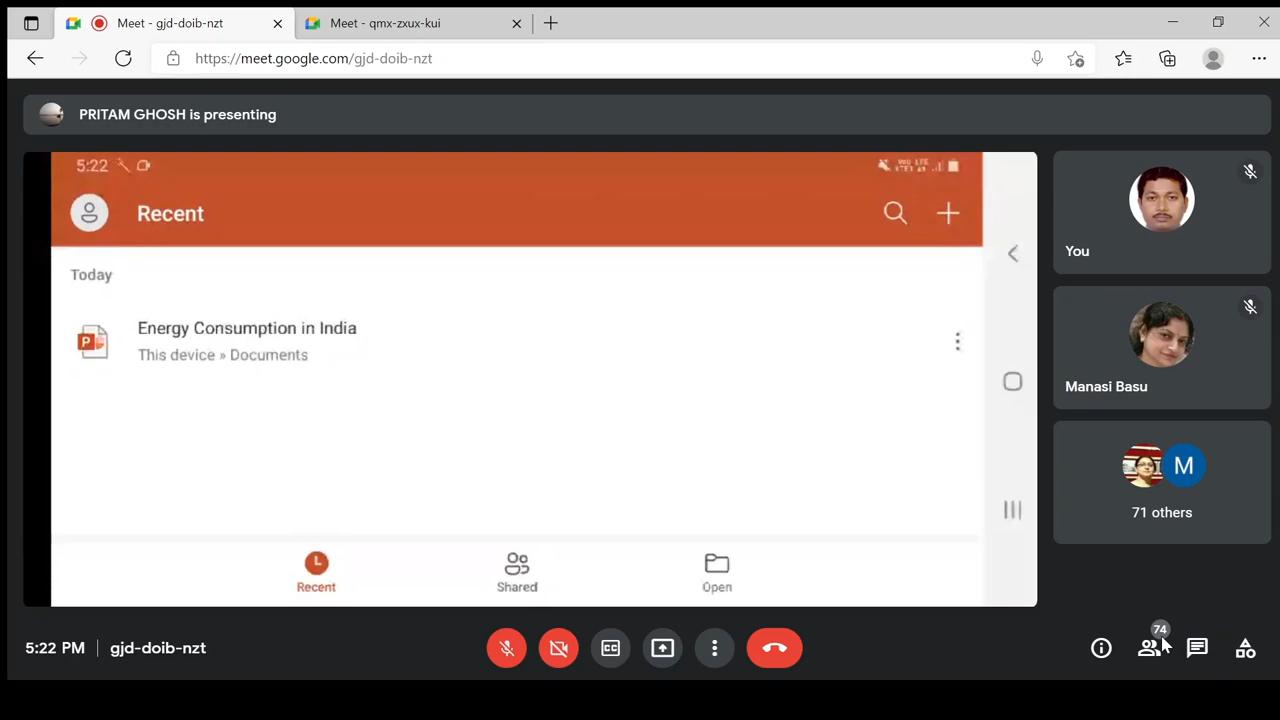 Meet - gjd-doib-nzt
Meet - qmx-zxux-kui
https://meet.google.com/gjd-doib-nzt
PRITAM GHOSH is presenting
5:22
Recent
Today
Energy Consumption in India
This device » Documents
Recent
Shared
Open
You
Manasi Basu
M
71 others
5:22 PM
gjd-doib-nzt
74